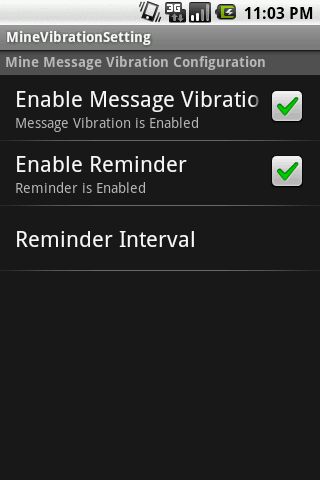 3G 11:03 PM
MineVibrationSetting
Mine Message Vibration Configuration
Enable Message Vibratio
Message Vibration is Enabled
Enable Reminder
Reminder is Enabled
Reminder Interval